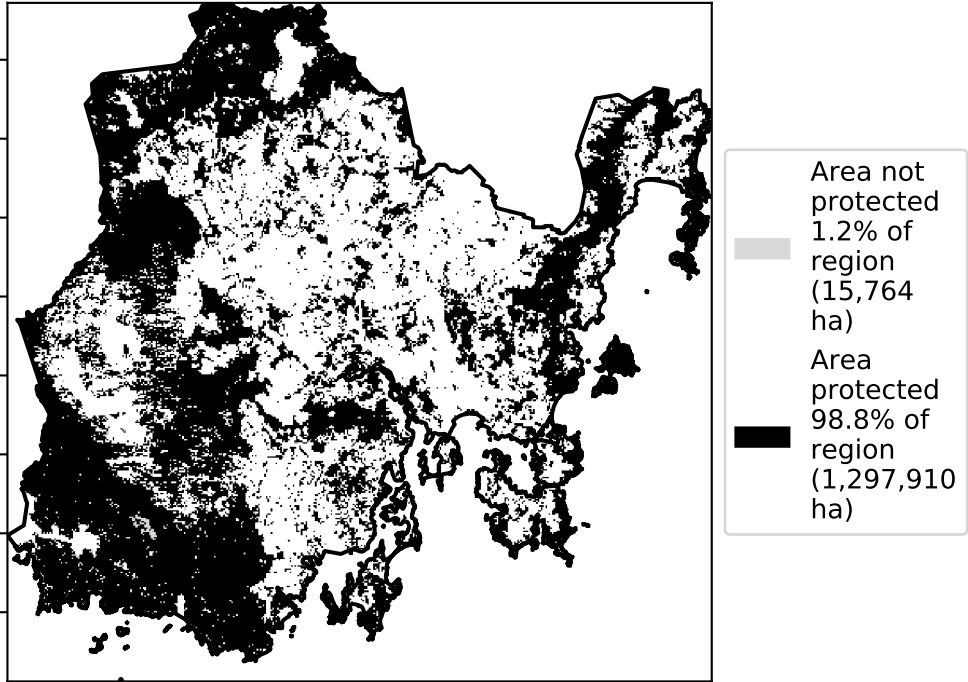 Area not
protected
1.2% of
region
(15,764
ha)
Area
protected
98.8% of
region
(1,297,910
ha)